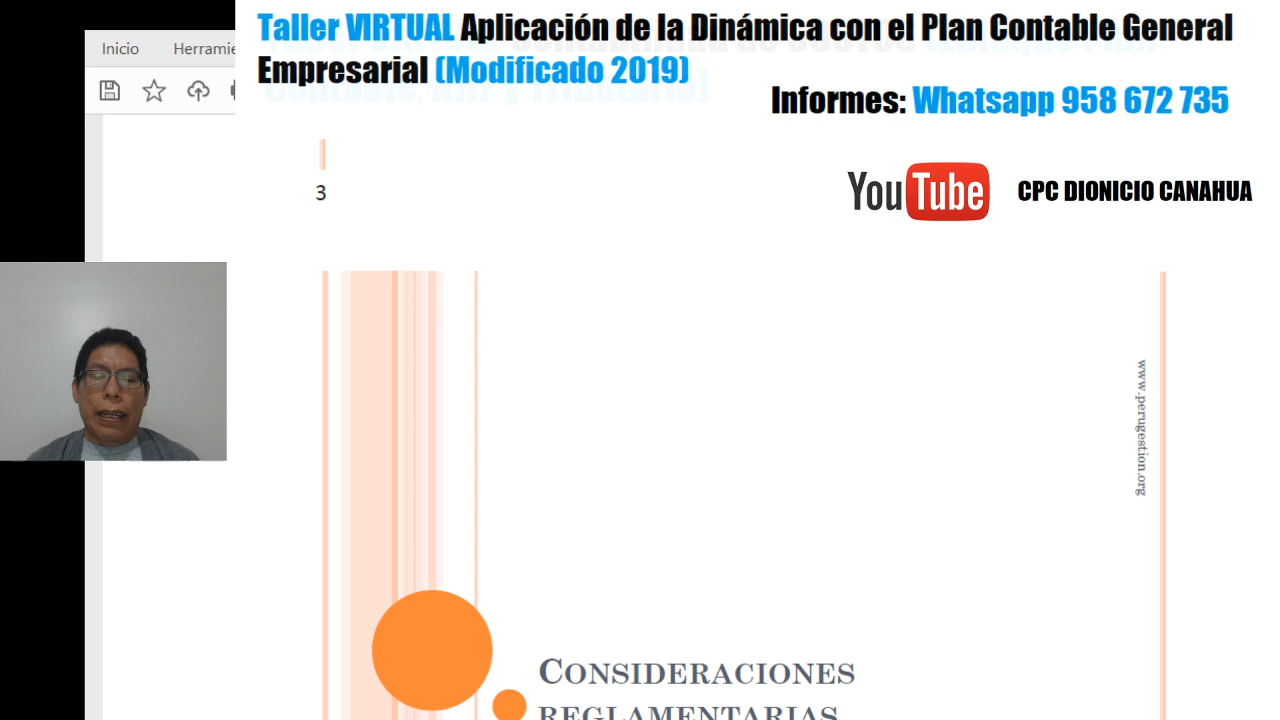 Taller VIRTUAL Aplicación de la Dinámica con el Plan Contable General
Empresarial (Modificado 2019)
Informes: Whatsapp 958 672 735
Inicio
Herramie
YouTube
CPC DIONICIO CANAHUA
3
www.perugestion.org
CONSIDERACIONES
REGLAMENTARIAS